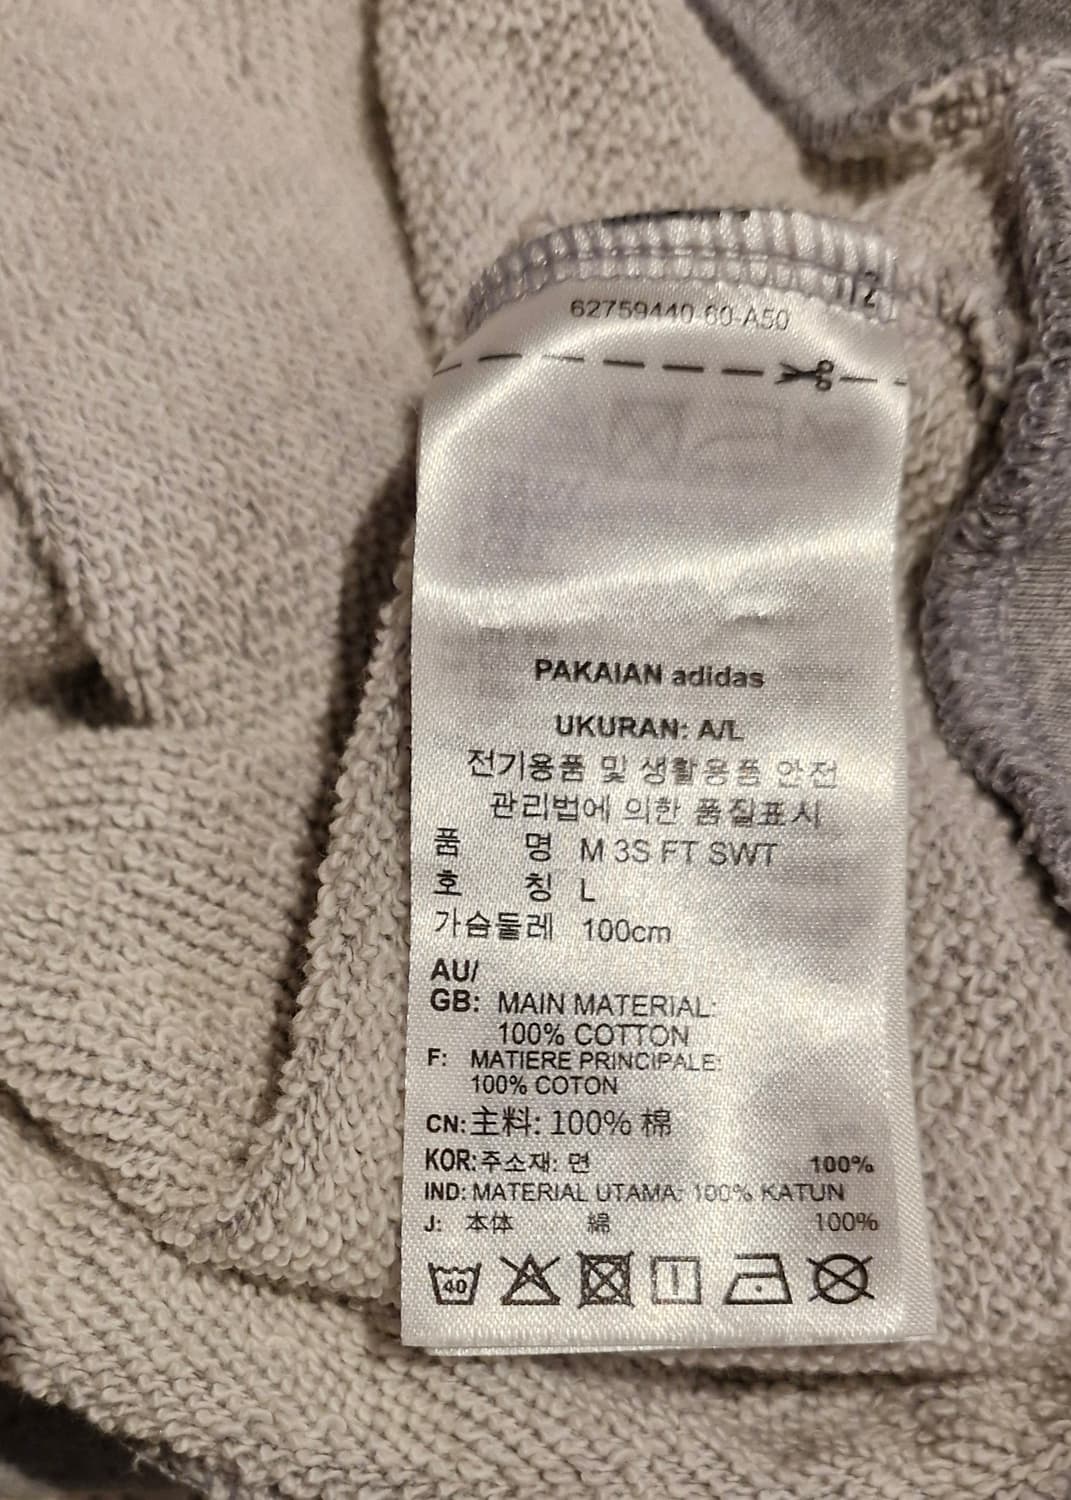 62759440-60-A50
PAKAIAN adidas
UKURAN: A/L
전기용품 및 생활용품 안전
관리법에 의한 품질표시
품 명 M 3S FT SWT
호 칭 L
가슴둘레 100cm
AU/
GB: MAIN MATERIAL:
100% COTTON
F: MATIERE PRINCIPALE:
100% COTON
CN: 主料: 100% 棉
KOR: 주소재: 면 100%
IND: MATERIAL UTAMA: 100% KATUN
J: 本体 綿 100%
40